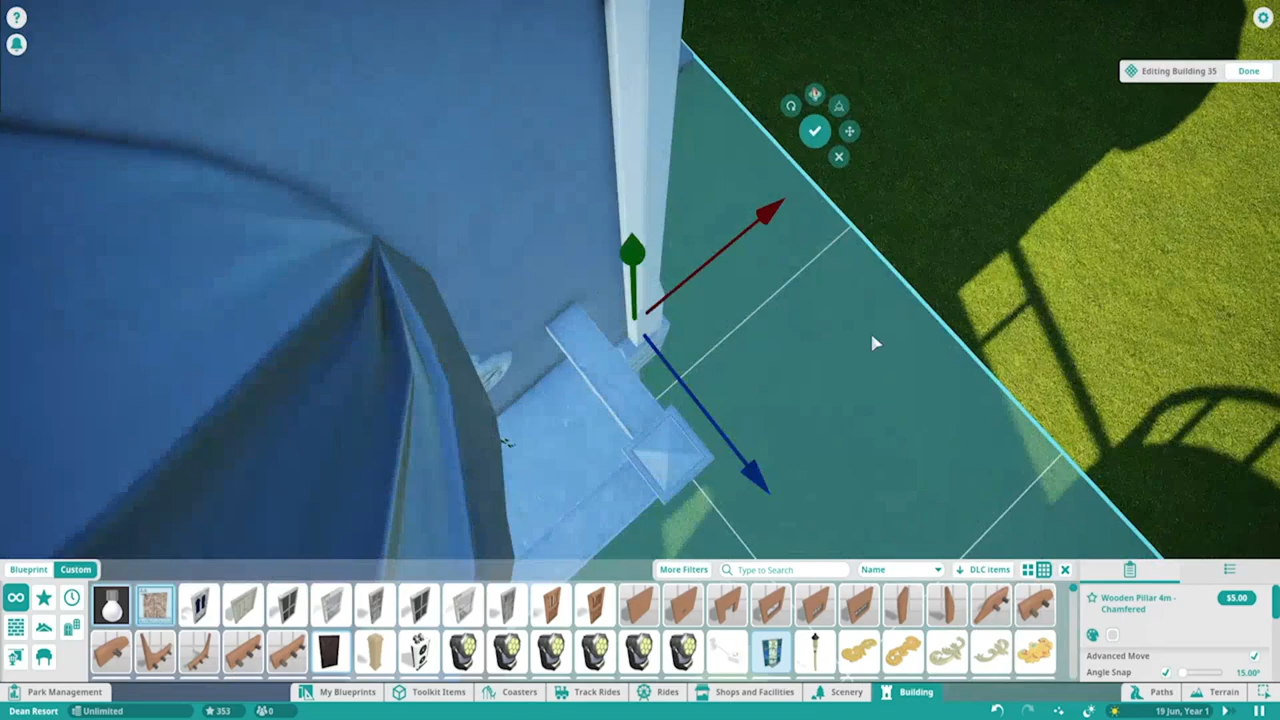 ?
Editing Building 35 Done
Blueprint Custom More Filters Type to Search Name DLC items
Wooden Pillar 4m - Chamfered $5.00
Advanced Move
Angle Snap 15.00°
Park Management My Blueprints Toolkit Items Coasters Track Rides Rides Shops and Facilities Scenery Building Paths Terrain
Dean Resort Unlimited 353 0 19 Jun, Year 1